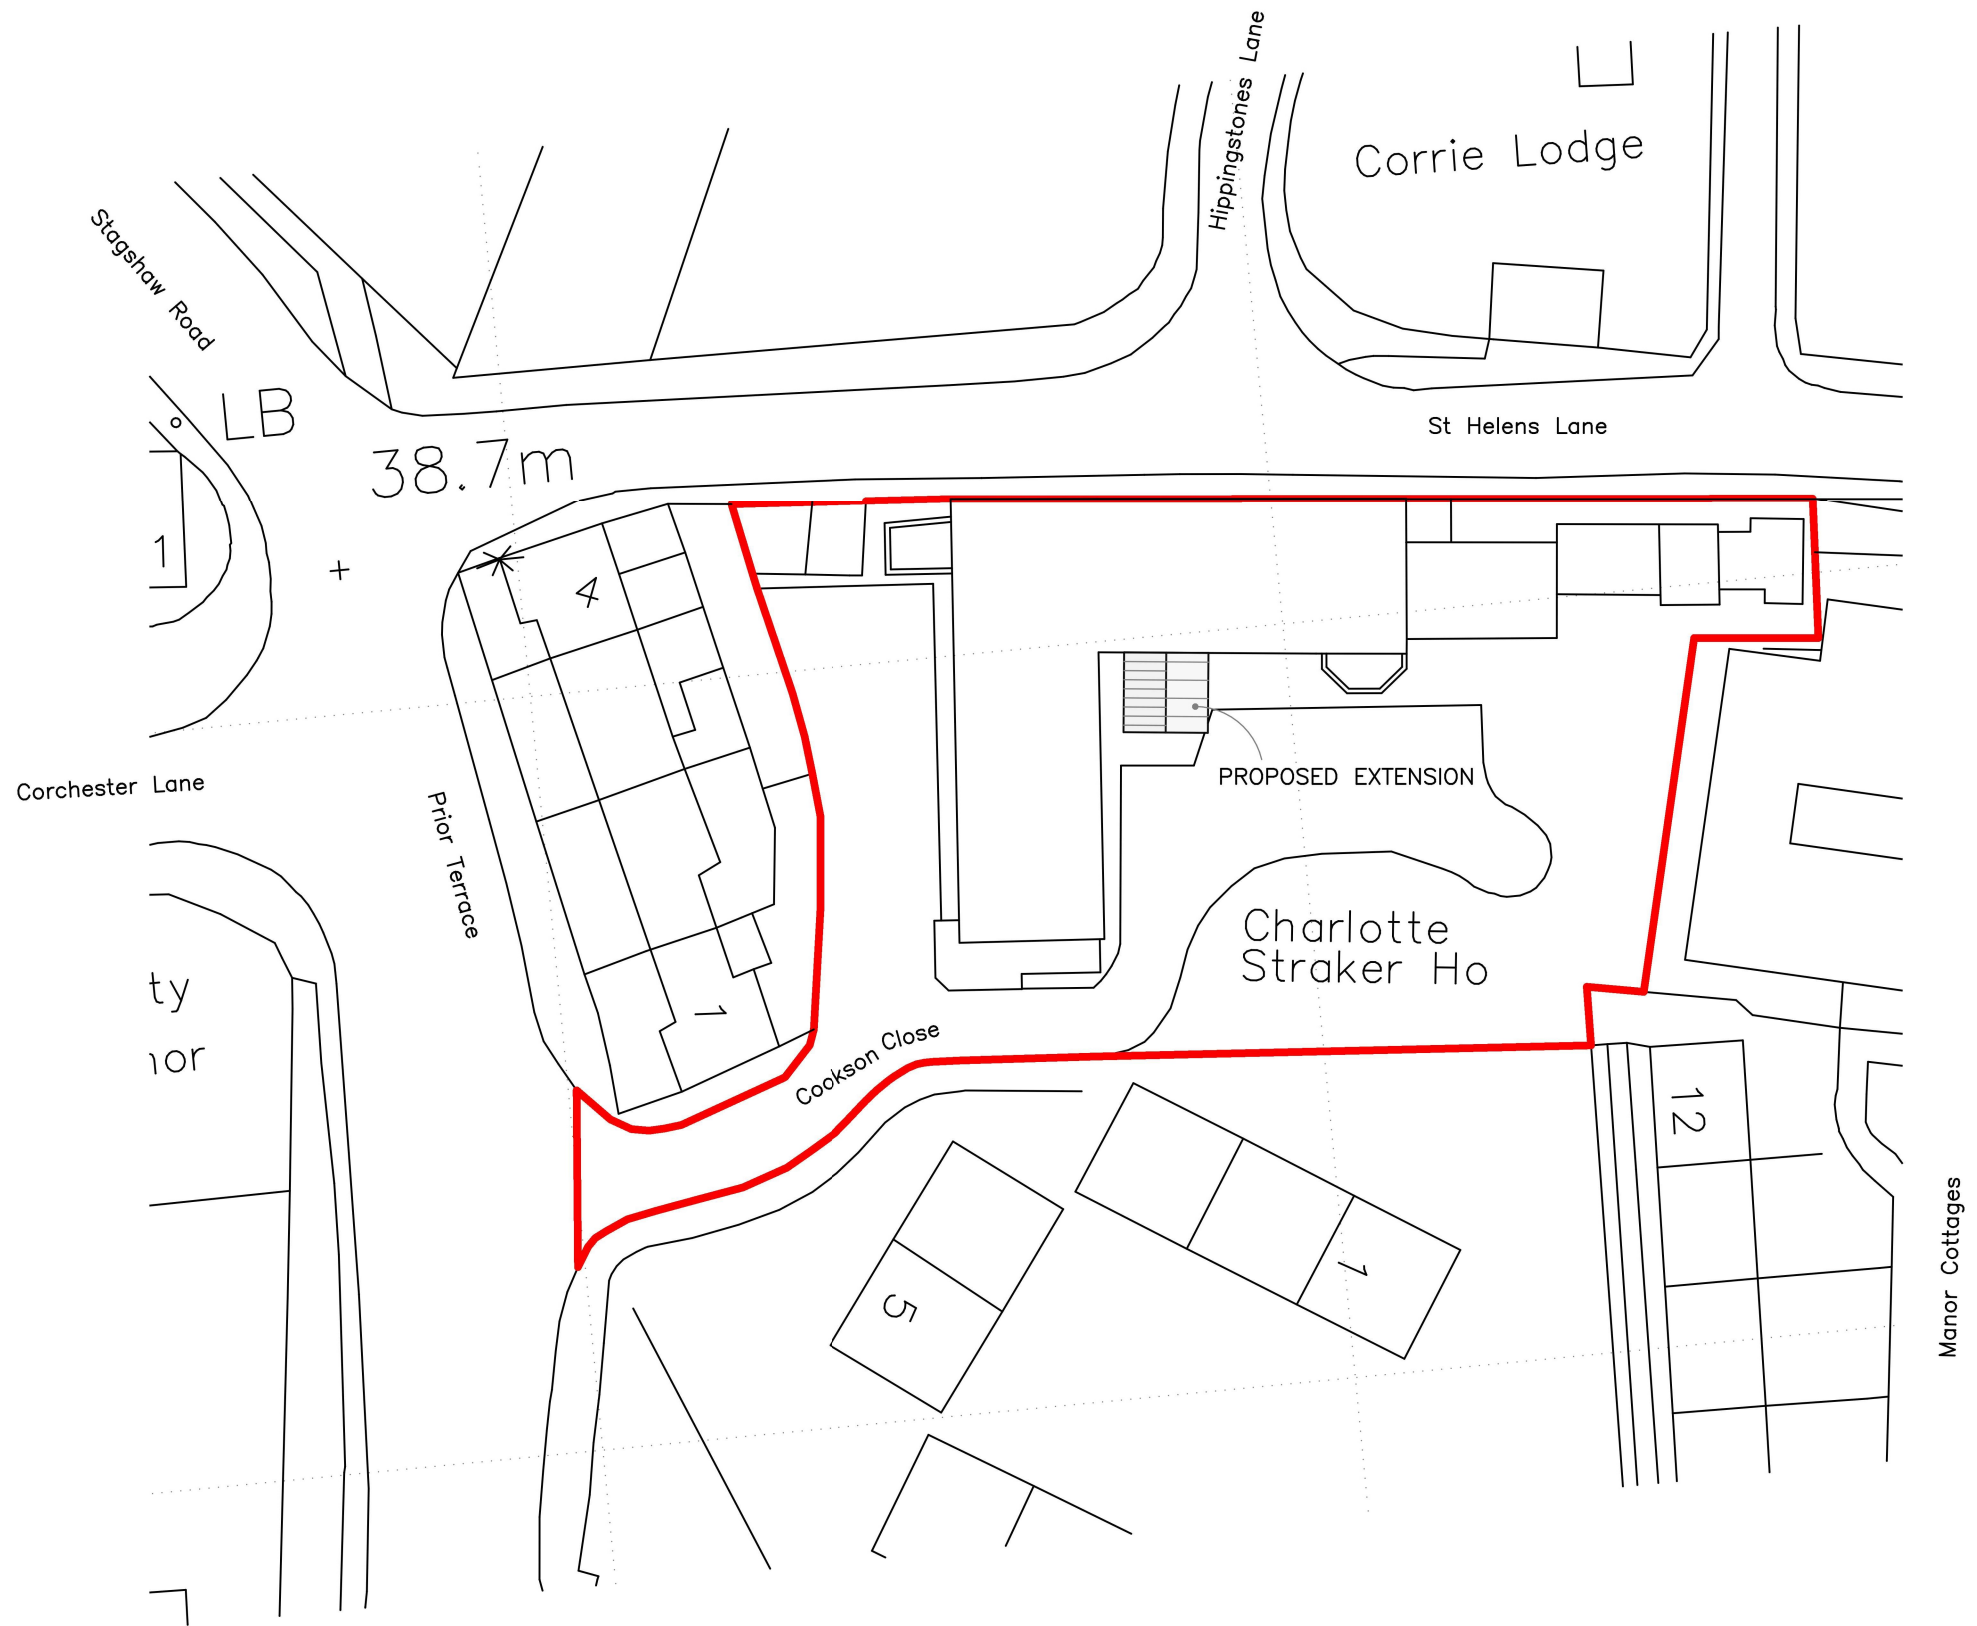 Hippingstones Lane
Corrie Lodge
Stagshaw Road
LB
38.7m
St Helens Lane
1
4
Corchester Lane
PROPOSED EXTENSION
Prior Terrace
Charlotte
Straker Ho
ty
or
1
Cookson Close
12
5
1
Manor Cottages